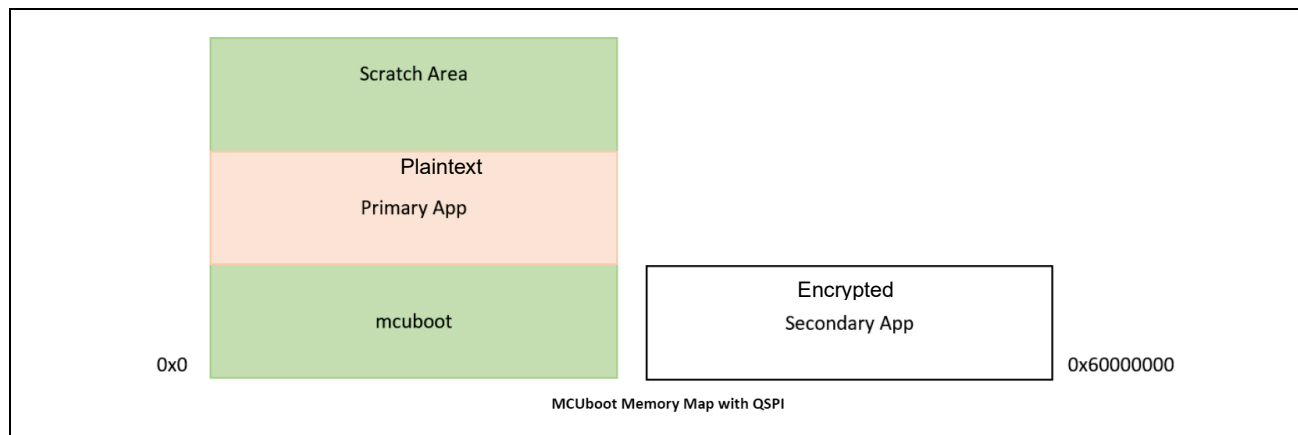 Scratch Area
Plaintext
Primary App
mcuboot
0x0
Encrypted
Secondary App
0x60000000
MCUboot Memory Map with QSPI